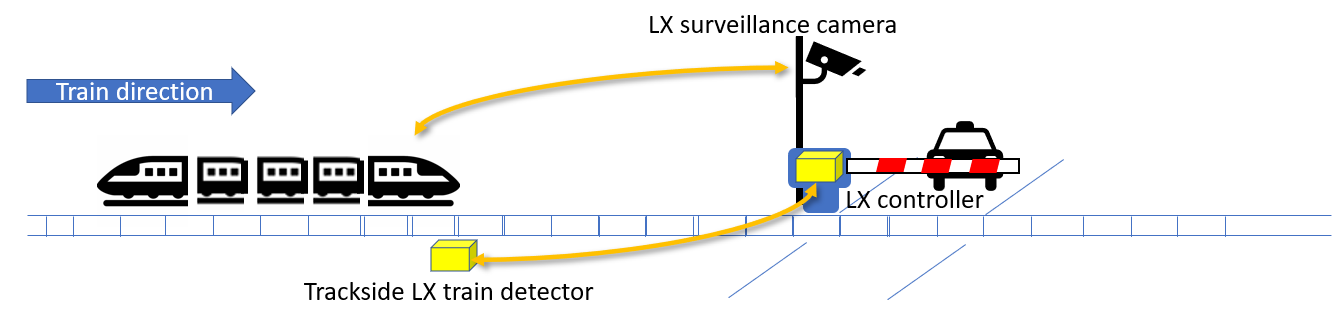 LX surveillance camera
Train direction
LX controller
Trackside LX train detector